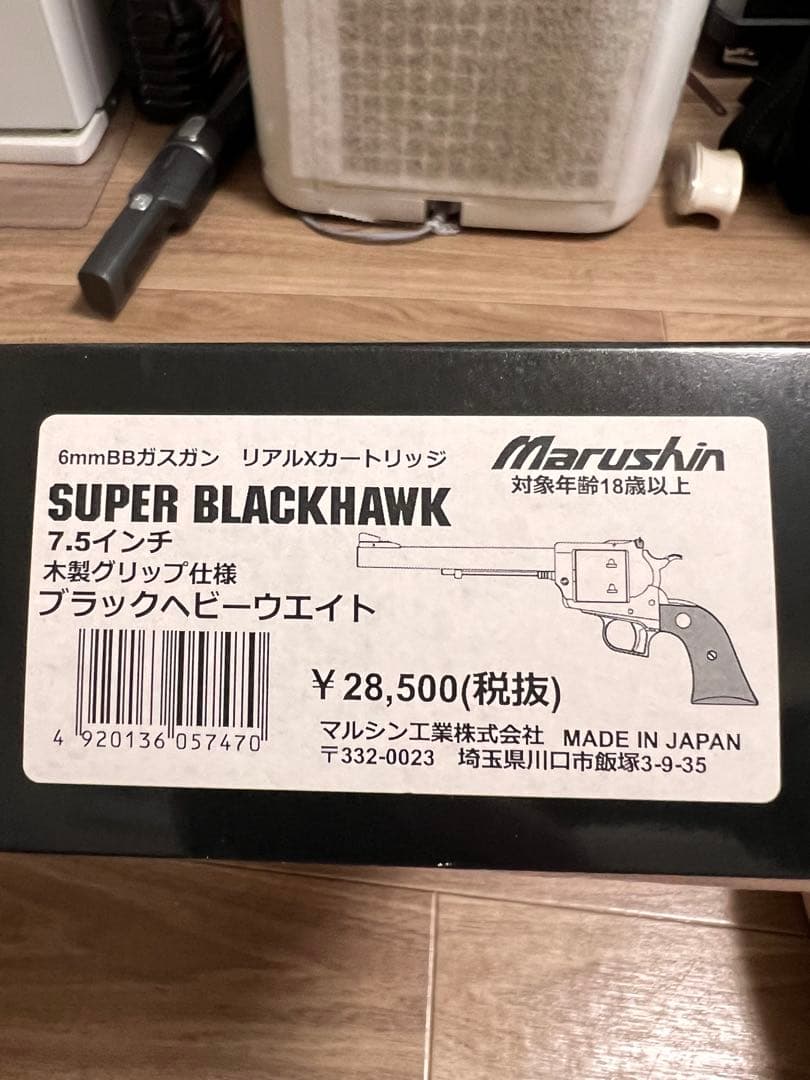 6mmBBガスガン リアルXカートリッジ
Marushin
対象年齢18歳以上
SUPER BLACKHAWK
7.5インチ
木製グリップ仕様
ブラックヘビーウエイト
¥28,500(税抜)
4 920136 057470
マルシン工業株式会社 MADE IN JAPAN
〒332-0023 埼玉県川口市飯塚3-9-35